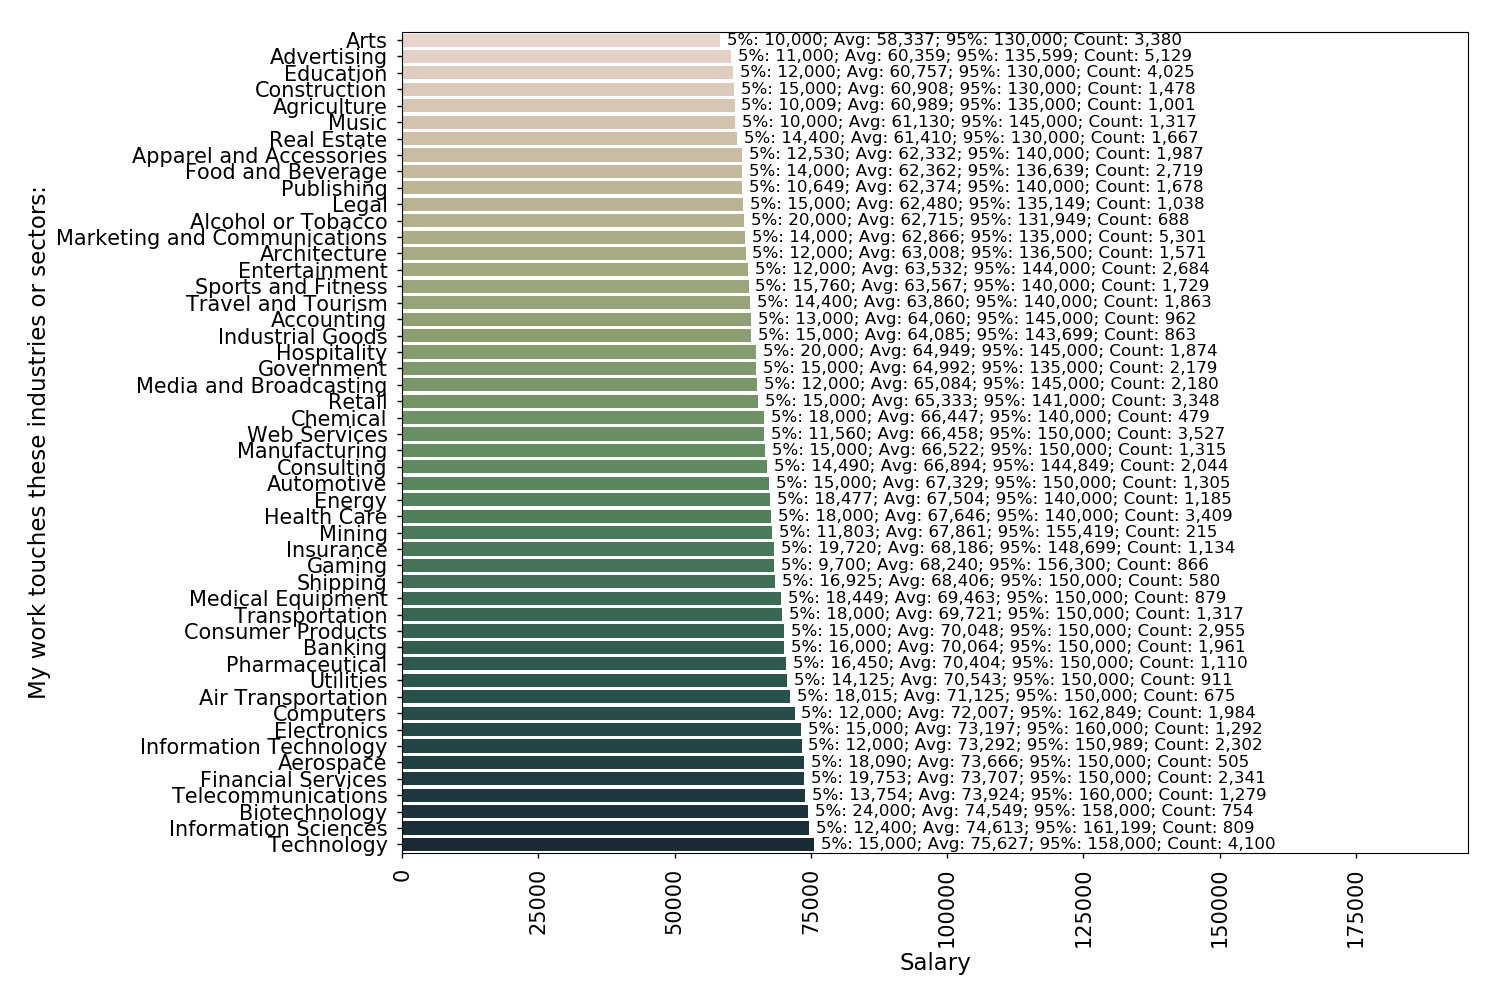 My work touches these industries or sectors:
Arts 5%: 10,000; Avg: 58,337; 95%: 130,000; Count: 3,380
Advertising 5%: 11,000; Avg: 60,359; 95%: 135,599; Count: 5,129
Education 5%: 12,000; Avg: 60,757; 95%: 130,000; Count: 4,025
Construction 5%: 15,000; Avg: 60,908; 95%: 130,000; Count: 1,478
Agriculture 5%: 10,009; Avg: 60,989; 95%: 135,000; Count: 1,001
Music 5%: 10,000; Avg: 61,130; 95%: 145,000; Count: 1,317
Real Estate 5%: 14,400; Avg: 61,410; 95%: 130,000; Count: 1,667
Apparel and Accessories 5%: 12,530; Avg: 62,332; 95%: 140,000; Count: 1,987
Food and Beverage 5%: 14,000; Avg: 62,362; 95%: 136,639; Count: 2,719
Publishing 5%: 10,649; Avg: 62,374; 95%: 140,000; Count: 1,678
Legal 5%: 15,000; Avg: 62,480; 95%: 135,149; Count: 1,038
Alcohol or Tobacco 5%: 20,000; Avg: 62,715; 95%: 131,949; Count: 688
Marketing and Communications 5%: 14,000; Avg: 62,866; 95%: 135,000; Count: 5,301
Architecture 5%: 12,000; Avg: 63,008; 95%: 136,500; Count: 1,571
Entertainment 5%: 12,000; Avg: 63,532; 95%: 144,000; Count: 2,684
Sports and Fitness 5%: 15,760; Avg: 63,567; 95%: 140,000; Count: 1,729
Travel and Tourism 5%: 14,400; Avg: 63,860; 95%: 140,000; Count: 1,863
Accounting 5%: 13,000; Avg: 64,060; 95%: 145,000; Count: 962
Industrial Goods 5%: 15,000; Avg: 64,085; 95%: 143,699; Count: 863
Hospitality 5%: 20,000; Avg: 64,949; 95%: 145,000; Count: 1,874
Government 5%: 15,000; Avg: 64,992; 95%: 135,000; Count: 2,179
Media and Broadcasting 5%: 12,000; Avg: 65,084; 95%: 145,000; Count: 2,180
Retail 5%: 15,000; Avg: 65,333; 95%: 141,000; Count: 3,348
Chemical 5%: 18,000; Avg: 66,447; 95%: 140,000; Count: 479
Web Services 5%: 11,560; Avg: 66,458; 95%: 150,000; Count: 3,527
Manufacturing 5%: 15,000; Avg: 66,522; 95%: 150,000; Count: 1,315
Consulting 5%: 14,490; Avg: 66,894; 95%: 144,849; Count: 2,044
Automotive 5%: 15,000; Avg: 67,329; 95%: 150,000; Count: 1,305
Energy 5%: 18,477; Avg: 67,504; 95%: 140,000; Count: 1,185
Health Care 5%: 18,000; Avg: 67,646; 95%: 140,000; Count: 3,409
Mining 5%: 11,803; Avg: 67,861; 95%: 155,419; Count: 215
Insurance 5%: 19,720; Avg: 68,186; 95%: 148,699; Count: 1,134
Gaming 5%: 9,700; Avg: 68,240; 95%: 156,300; Count: 866
Shipping 5%: 16,925; Avg: 68,406; 95%: 150,000; Count: 580
Medical Equipment 5%: 18,449; Avg: 69,463; 95%: 150,000; Count: 879
Transportation 5%: 18,000; Avg: 69,721; 95%: 150,000; Count: 1,317
Consumer Products 5%: 15,000; Avg: 70,048; 95%: 150,000; Count: 2,955
Banking 5%: 16,000; Avg: 70,064; 95%: 150,000; Count: 1,961
Pharmaceutical 5%: 16,450; Avg: 70,404; 95%: 150,000; Count: 1,110
Utilities 5%: 14,125; Avg: 70,543; 95%: 150,000; Count: 911
Air Transportation 5%: 18,015; Avg: 71,125; 95%: 150,000; Count: 675
Computers 5%: 12,000; Avg: 72,007; 95%: 162,849; Count: 1,984
Electronics 5%: 15,000; Avg: 73,197; 95%: 160,000; Count: 1,292
Information Technology 5%: 12,000; Avg: 73,292; 95%: 150,989; Count: 2,302
Aerospace 5%: 18,090; Avg: 73,666; 95%: 150,000; Count: 505
Financial Services 5%: 19,753; Avg: 73,707; 95%: 150,000; Count: 2,341
Telecommunications 5%: 13,754; Avg: 73,924; 95%: 160,000; Count: 1,279
Biotechnology 5%: 24,000; Avg: 74,549; 95%: 158,000; Count: 754
Information Sciences 5%: 12,400; Avg: 74,613; 95%: 161,199; Count: 809
Technology 5%: 15,000; Avg: 75,627; 95%: 158,000; Count: 4,100
0 25000 50000 75000 100000 125000 150000 175000
Salary